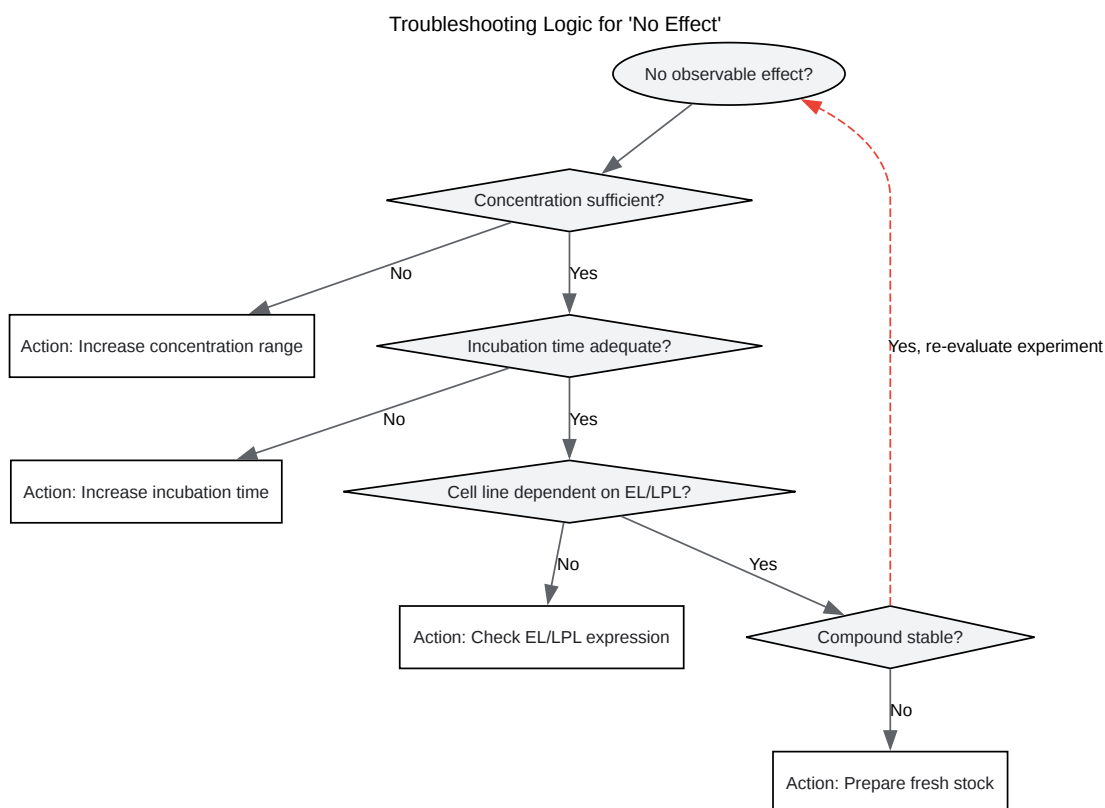 Troubleshooting Logic for 'No Effect'
No observable effect?
Concentration sufficient?
No
Yes
Action: Increase concentration range
Incubation time adequate?
Yes, re-evaluate experiment
No
Yes
Action: Increase incubation time
Cell line dependent on EL/LPL?
No
Yes
Action: Check EL/LPL expression
Compound stable?
No
Action: Prepare fresh stock